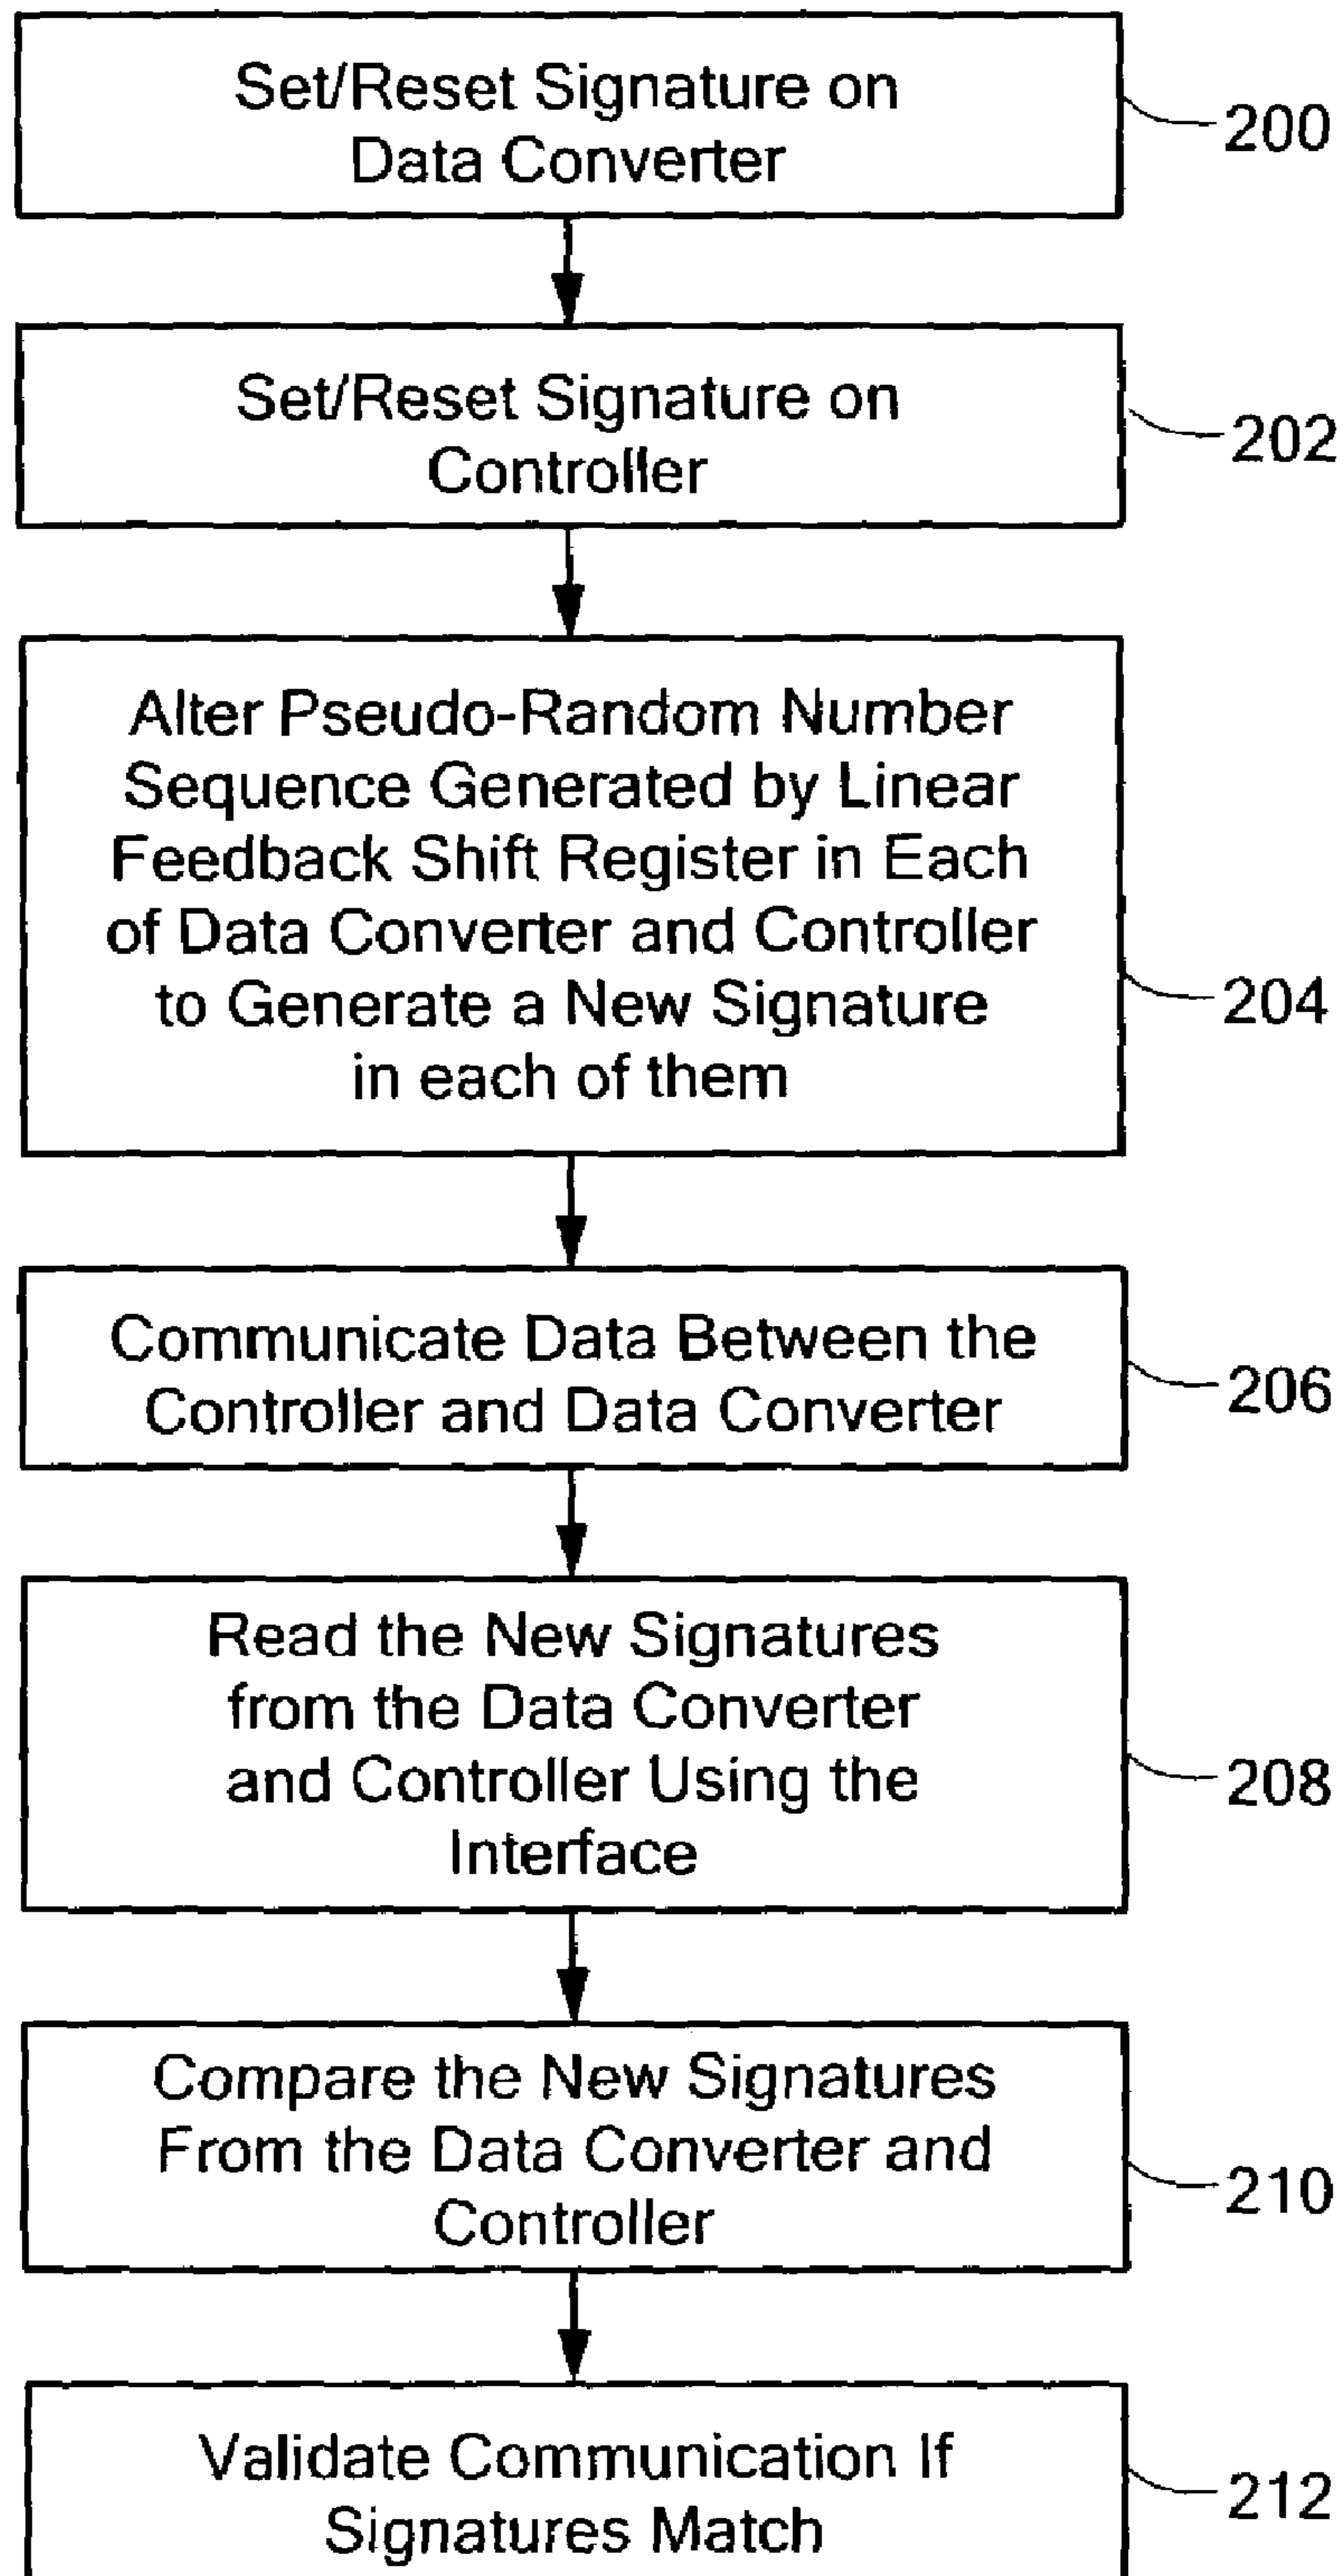 Set/Reset Signature on
Data Converter
200
Set/Reset Signature on
Controller
202
Alter Pseudo-Random Number
Sequence Generated by Linear
Feedback Shift Register in Each
of Data Converter and Controller
to Generate a New Signature
in each of them
204
Communicate Data Between the
Controller and Data Converter
206
Read the New Signatures
from the Data Converter
and Controller Using the
Interface
208
Compare the New Signatures
From the Data Converter and
Controller
210
Validate Communication If
Signatures Match
212